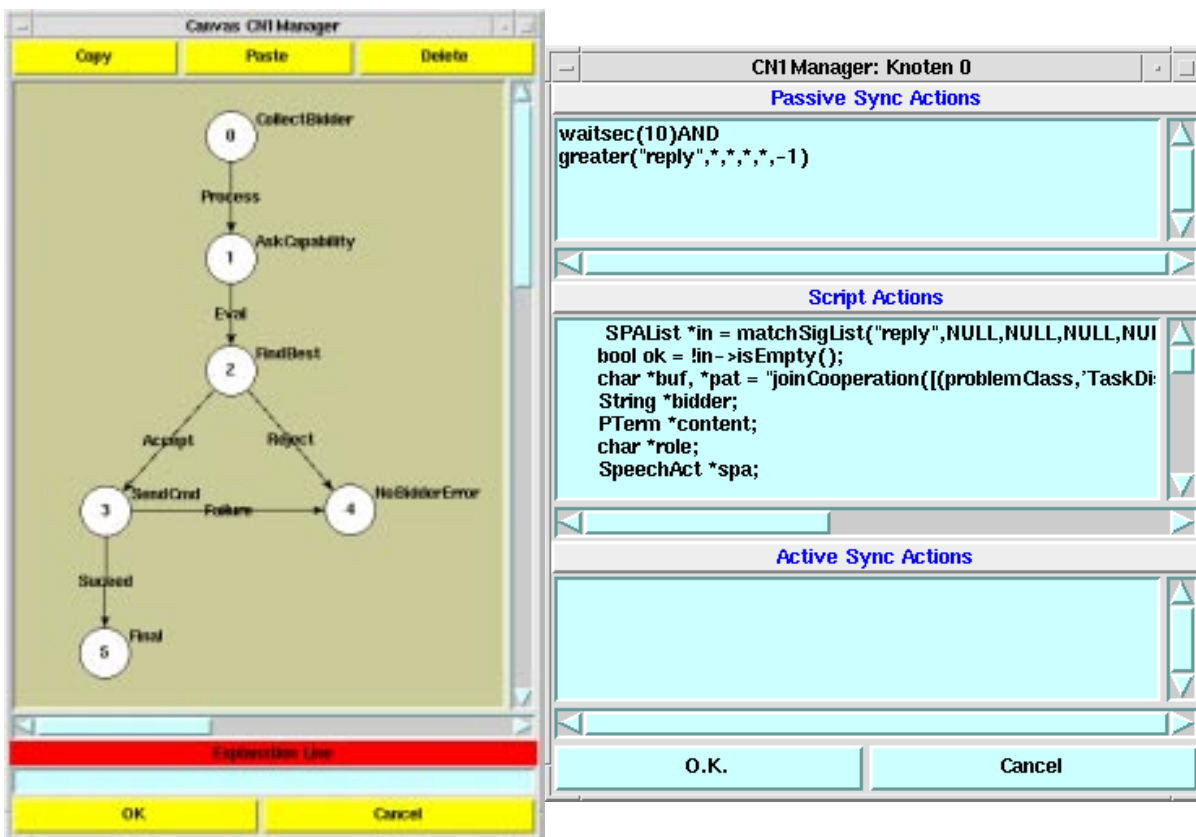 Canvas CN1Manager
Copy Paste Delete
0 CollectBidder
Process
1 AskCapability
Eval
2 FindBest
Accept Reject
3 SendCmd Failure 4 NoBidderError
Suceed
5 Final
Explanation Line
OK Cancel
CN1Manager: Knoten 0
Passive Sync Actions
waitsec(10)AND
greater("reply",*,*,*,*,-1)
Script Actions
SPAList *in = matchSigList("reply",NULL,NULL,NULL,NUI
bool ok = !in->isEmpty();
char *buf, *pat = "joinCooperation([(problemClass,'TaskDi
String *bidder;
PTerm *content;
char *role;
SpeechAct *spa;
Active Sync Actions
O.K. Cancel